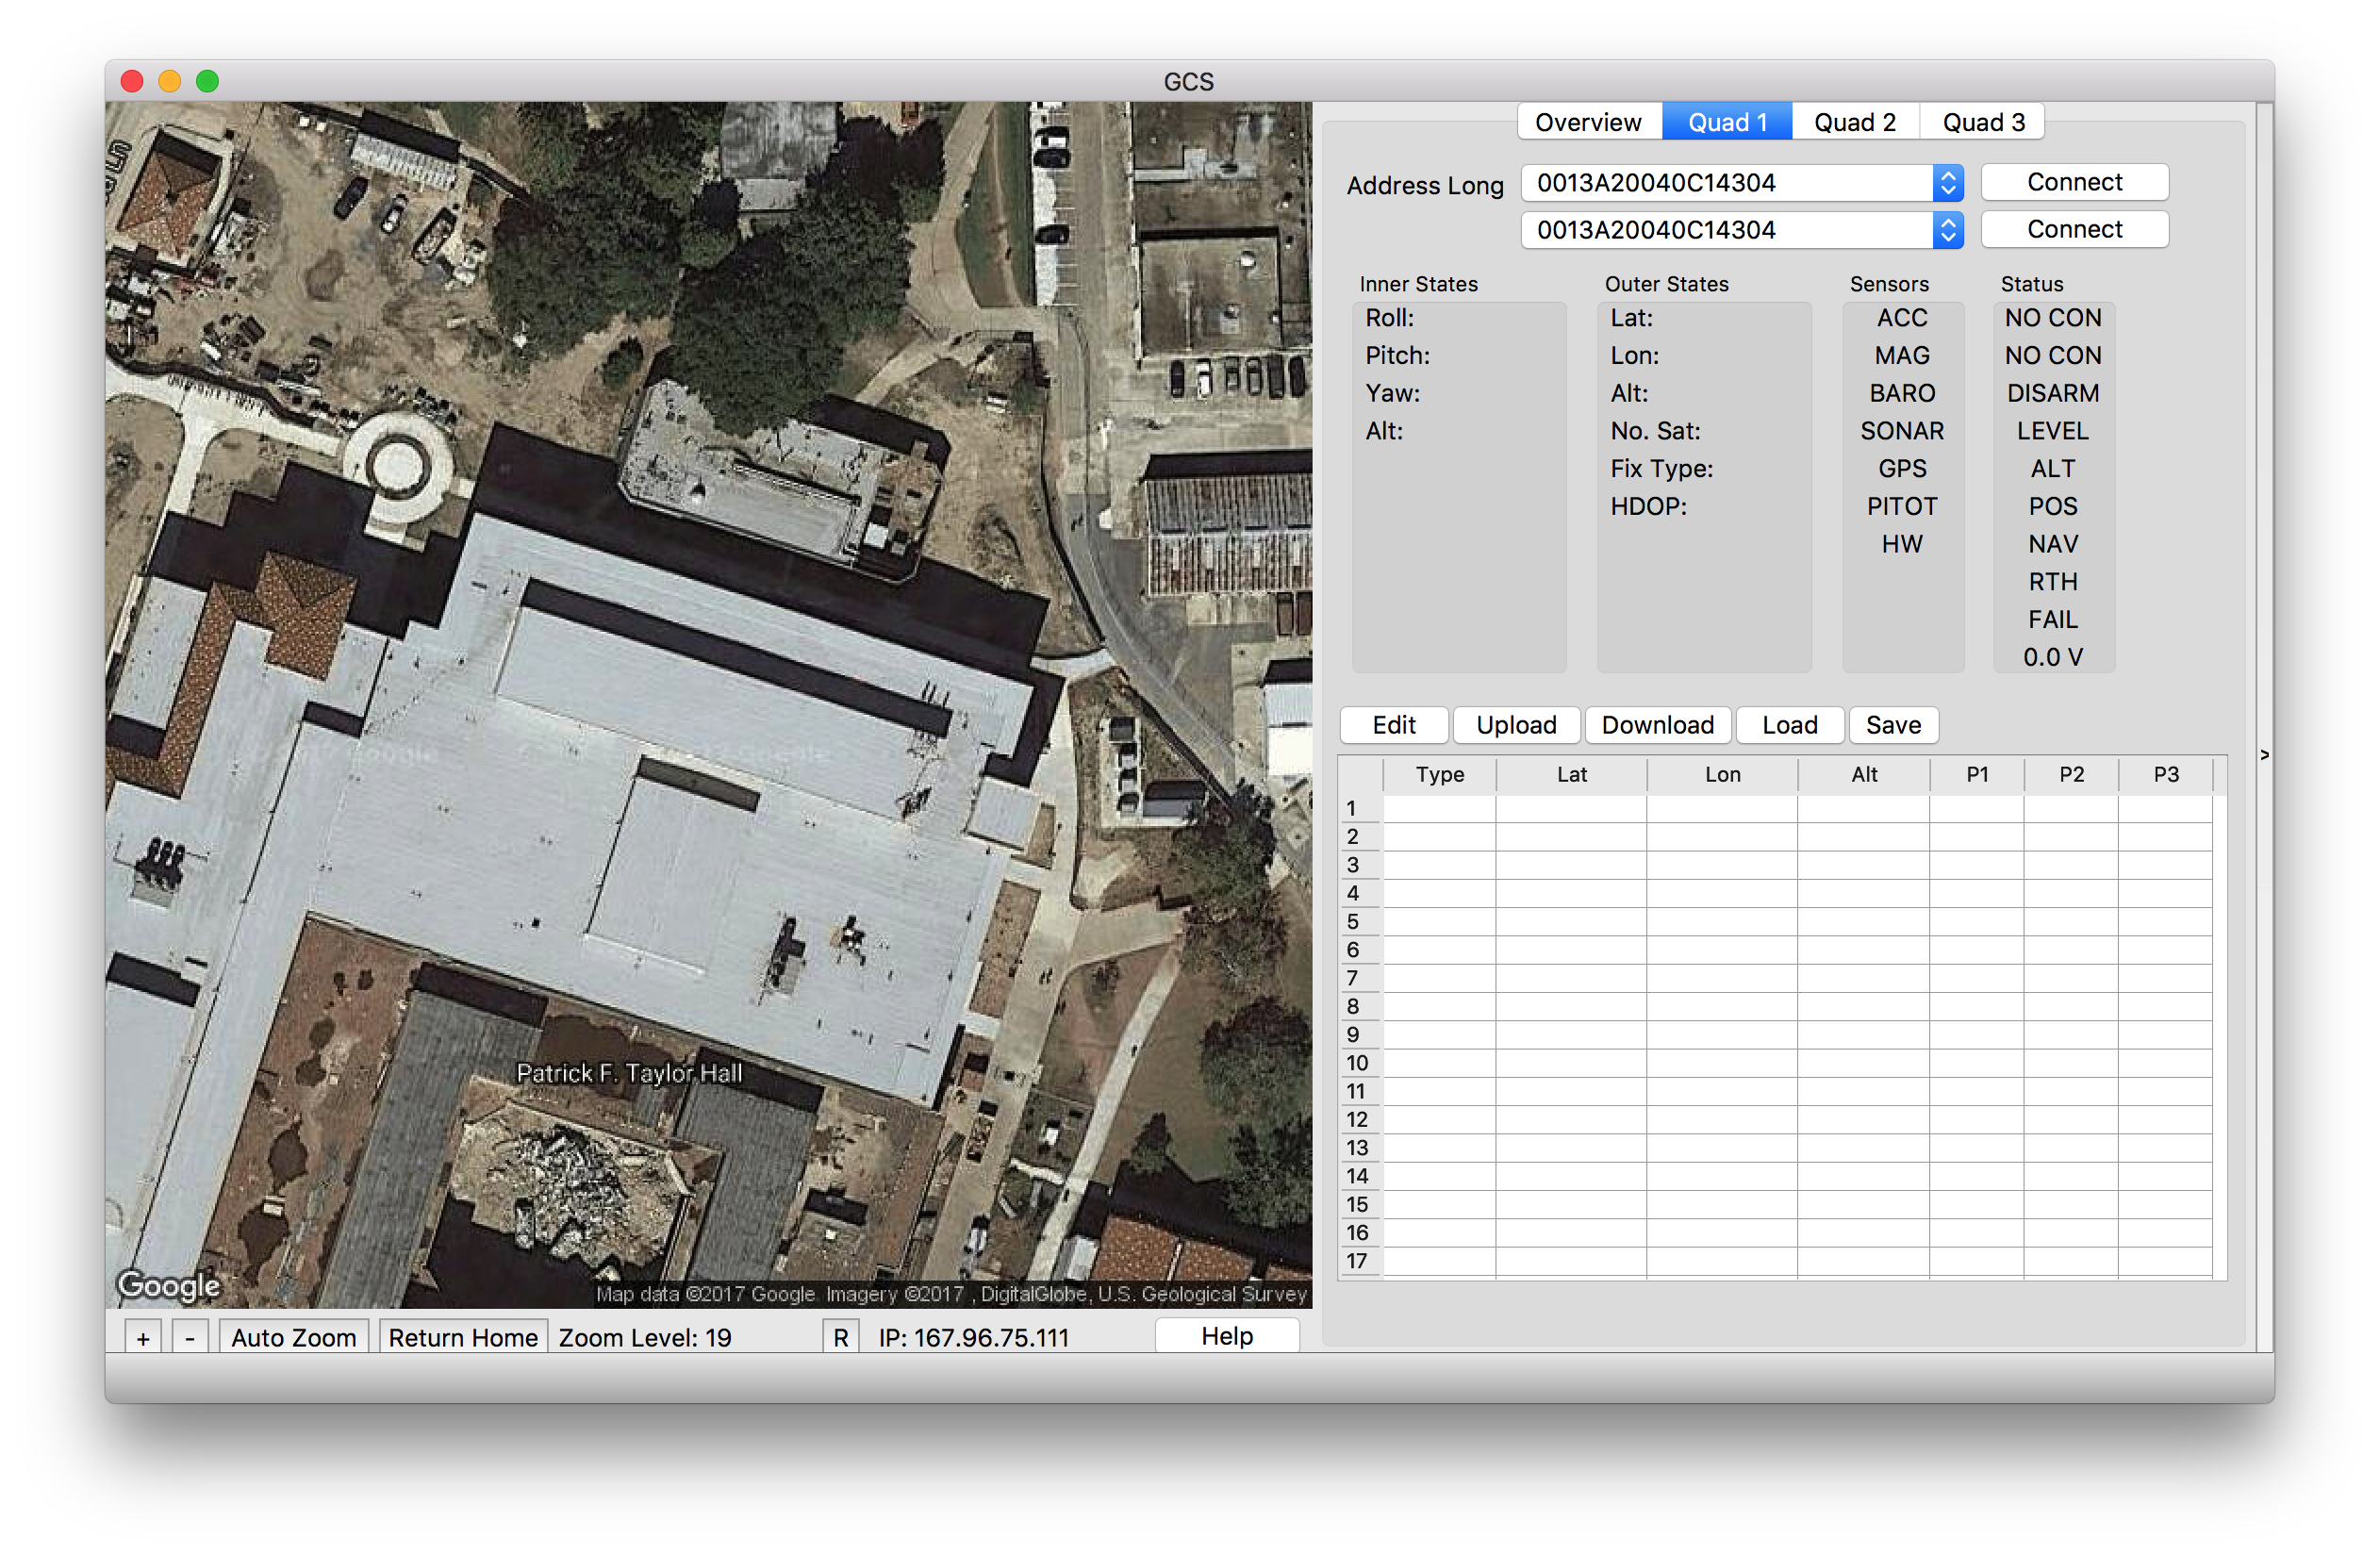 GCS
Overview Quad 1 Quad 2 Quad 3
Address Long 0013A20040C14304 Connect
0013A20040C14304 Connect
Inner States Outer States Sensors Status
Roll: Lat: ACC NO CON
Pitch: Lon: MAG NO CON
Yaw: Alt: BARO DISARM
Alt: No. Sat: SONAR LEVEL
Fix Type: GPS ALT
HDOP: PITOT POS
HW NAV
RTH
FAIL
0.0 V
Edit Upload Download Load Save
>
Type Lat Lon Alt P1 P2 P3
1
2
3
4
5
6
7
8
9
10
11
12
13
14
15
16
17
Patrick F. Taylor Hall
Google
Map data ©2017 Google Imagery ©2017 , DigitalGlobe, U.S. Geological Survey
+ - Auto Zoom Return Home Zoom Level: 19 R IP: 167.96.75.111 Help